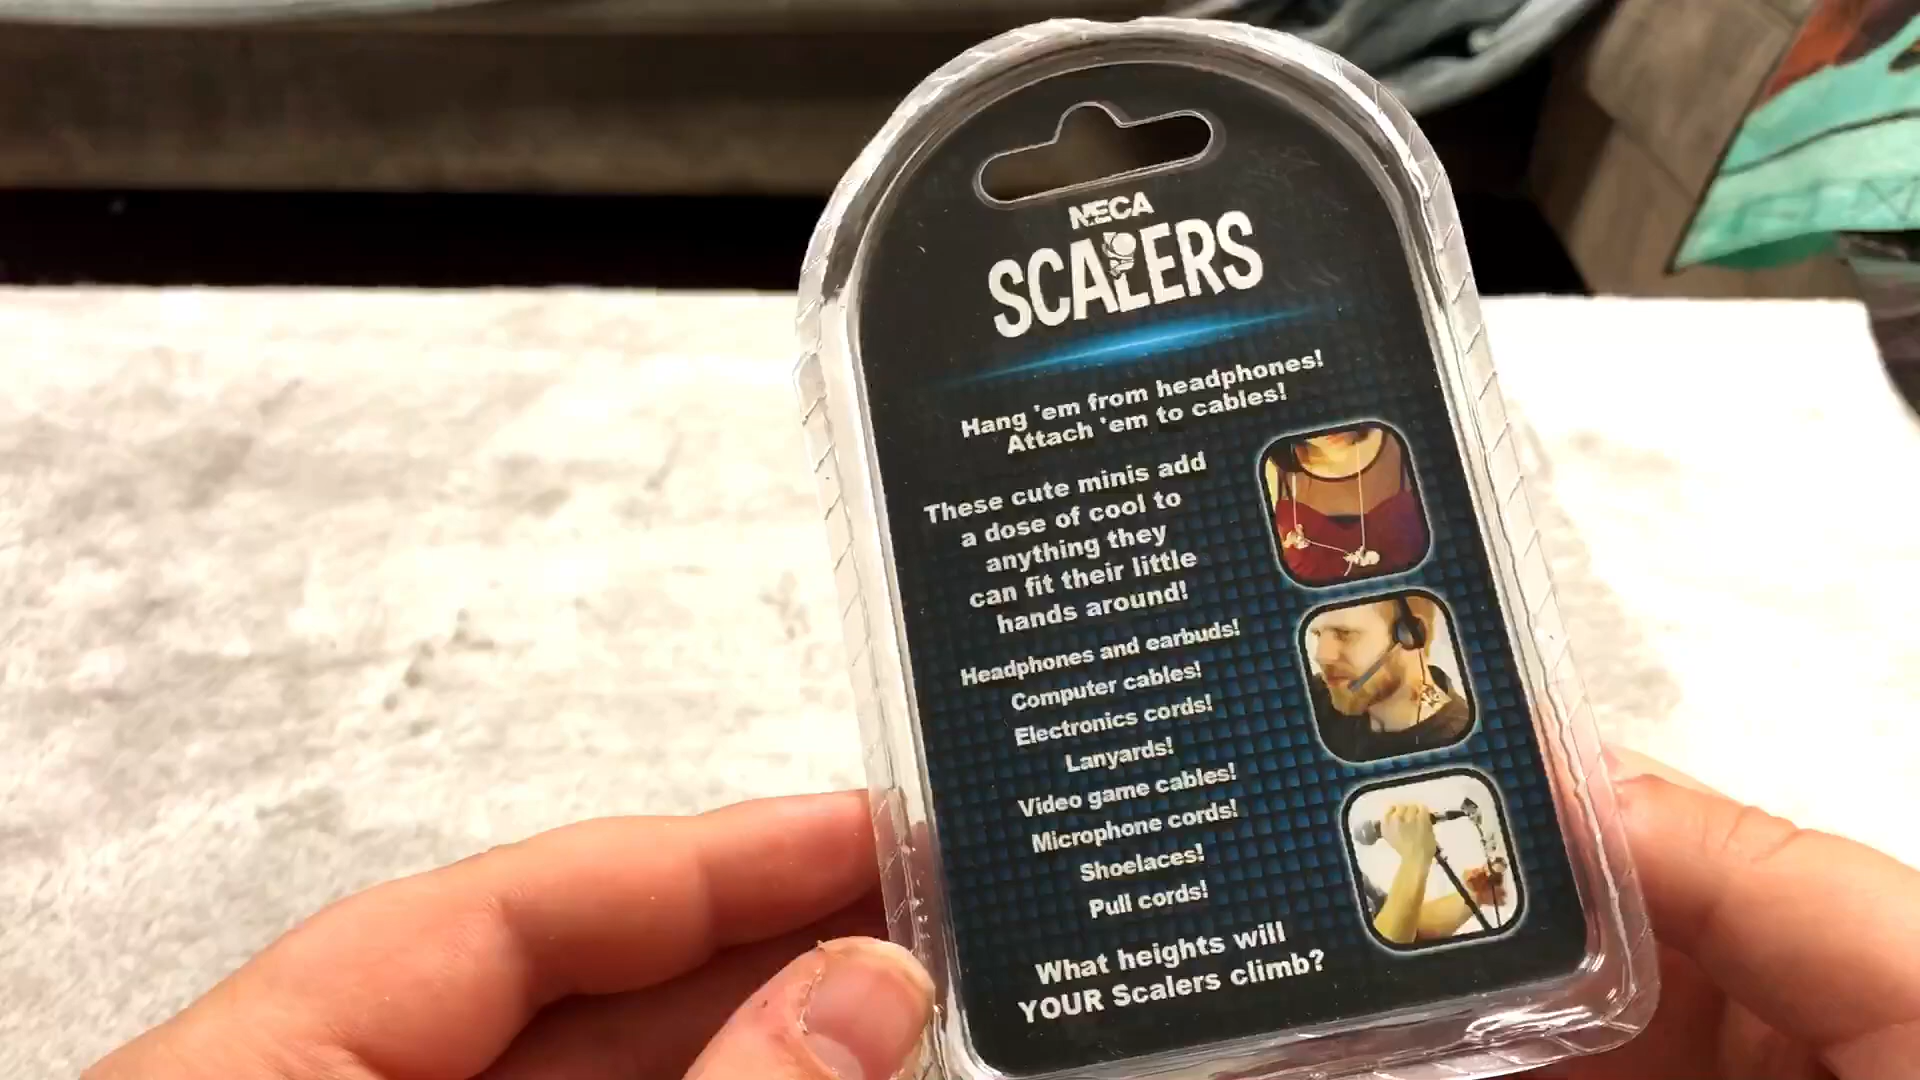 NECA
SCALERS
Hang 'em from headphones!
Attach 'em to cables!
These cute minis add
a dose of cool to
anything they
can fit their little
hands around!
Headphones and earbuds!
Computer cables!
Electronics cords!
Lanyards!
Video game cables!
Microphone cords!
Shoelaces!
Pull cords!
What heights will
YOUR Scalers climb?